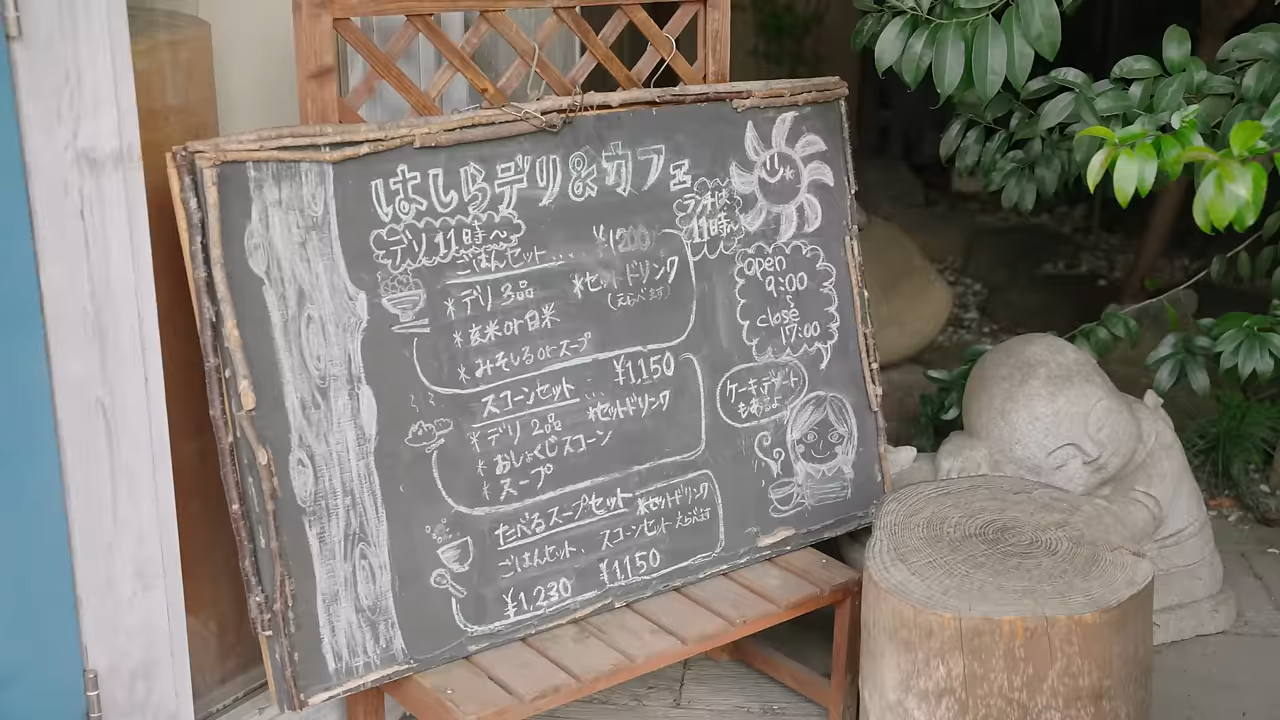 はしらデリ&カフェ
デリ11時〜
ランチは
11時〜
ごはんセット… ¥1200
*デリ 3品 *セットドリンク
(えらべます)
*玄米or白米
*みそしるorスープ
スコーンセット… ¥1,150
*デリ 2品 *セットドリンク
*おしょくじスコーン
*スープ
たべるスープセット *セットドリンク
ごはんセット、スコーンセット えらべます
¥1,230 ¥1,150
open
9:00
〜
close
17:00
ケーキ、デザート
もあるよ